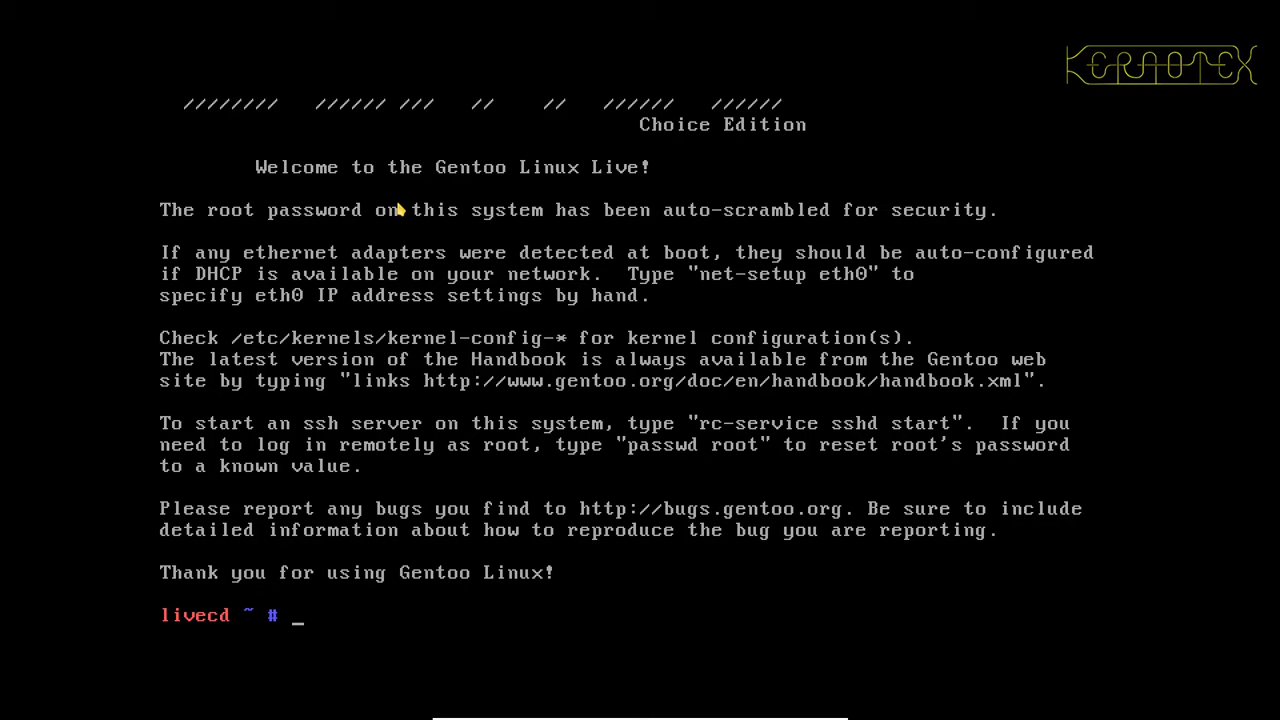 KERNOTEX
//////// ////// /// // // ////// //////
Choice Edition
Welcome to the Gentoo Linux Live!
The root password on this system has been auto-scrambled for security.
If any ethernet adapters were detected at boot, they should be auto-configured
if DHCP is available on your network.  Type "net-setup eth0" to
specify eth0 IP address settings by hand.
Check /etc/kernels/kernel-config-* for kernel configuration(s).
The latest version of the Handbook is always available from the Gentoo web
site by typing "links http://www.gentoo.org/doc/en/handbook/handbook.xml".
To start an ssh server on this system, type "rc-service sshd start".  If you
need to log in remotely as root, type "passwd root" to reset root's password
to a known value.
Please report any bugs you find to http://bugs.gentoo.org. Be sure to include
detailed information about how to reproduce the bug you are reporting.
Thank you for using Gentoo Linux!
livecd ~ # _